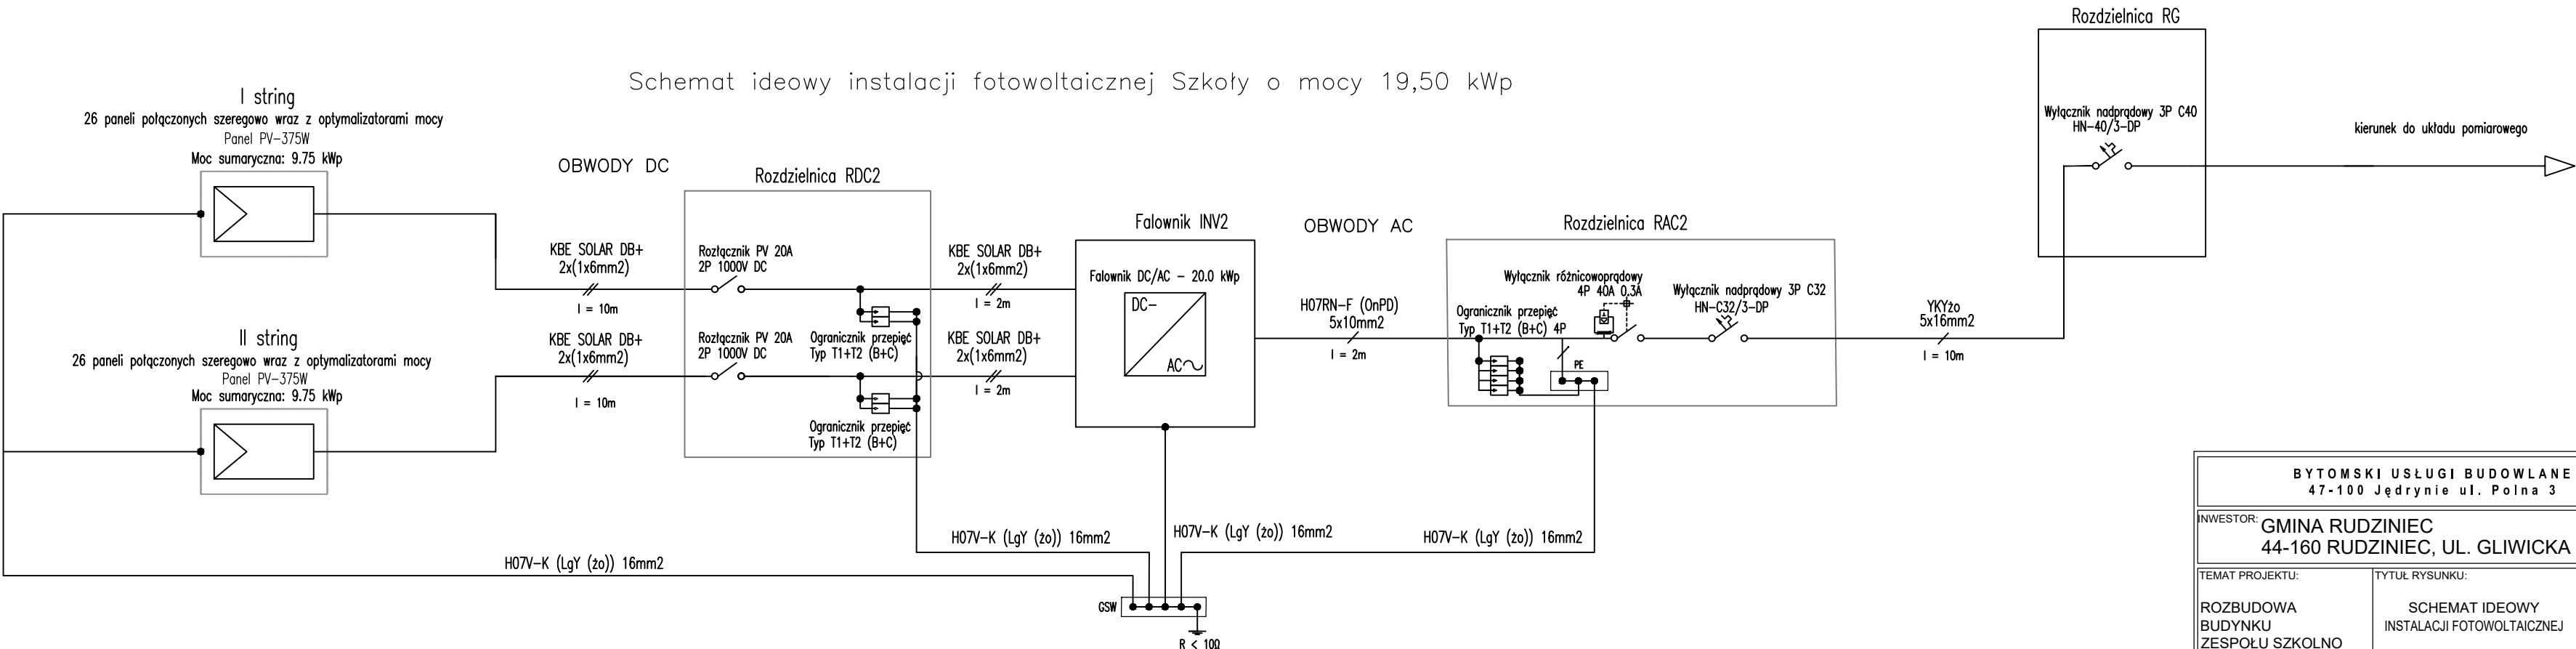 Schemat ideowy instalacji fotowoltaicznej Szkoły o mocy 19,50 kWp
I string
26 paneli połączonych szeregowo wraz z optymalizatorami mocy
Panel PV-375W
Moc sumaryczna: 9.75 kWp
II string
26 paneli połączonych szeregowo wraz z optymalizatorami mocy
Panel PV-375W
Moc sumaryczna: 9.75 kWp
OBWODY DC
KBE SOLAR DB+
2x(1x6mm2)
l = 10m
KBE SOLAR DB+
2x(1x6mm2)
l = 10m
Rozdzielnica RDC2
Rozłącznik PV 20A
2P 1000V DC
Rozłącznik PV 20A
2P 1000V DC
Ogranicznik przepięć
Typ T1+T2 (B+C)
Ogranicznik przepięć
Typ T1+T2 (B+C)
KBE SOLAR DB+
2x(1x6mm2)
l = 2m
KBE SOLAR DB+
2x(1x6mm2)
l = 2m
Falownik INV2
Falownik DC/AC - 20.0 kWp
DC-
AC
OBWODY AC
H07RN-F (OnPD)
5x10mm2
l = 2m
Rozdzielnica RAC2
Wyłącznik różnicowoprądowy
4P 40A 0.3A
Ogranicznik przepięć
Typ T1+T2 (B+C) 4P
PE
Wyłącznik nadprądowy 3P C32
HN-C32/3-DP
YKYżo
5x16mm2
l = 10m
Rozdzielnica RG
Wyłącznik nadprądowy 3P C40
HN-40/3-DP
kierunek do układu pomiarowego
H07V-K (LgY (żo)) 16mm2
H07V-K (LgY (żo)) 16mm2
H07V-K (LgY (żo)) 16mm2
H07V-K (LgY (żo)) 16mm2
GSW
R < 10Ω
BYTOMSKI USŁUGI BUDOWLANE
47-100 Jędrynie ul. Polna 3
INWESTOR: GMINA RUDZINIEC
44-160 RUDZINIEC, UL. GLIWICKA
TEMAT PROJEKTU:
ROZBUDOWA
BUDYNKU
ZESPOŁU SZKOLNO
TYTUŁ RYSUNKU:
SCHEMAT IDEOWY
INSTALACJI FOTOWOLTAICZNEJ